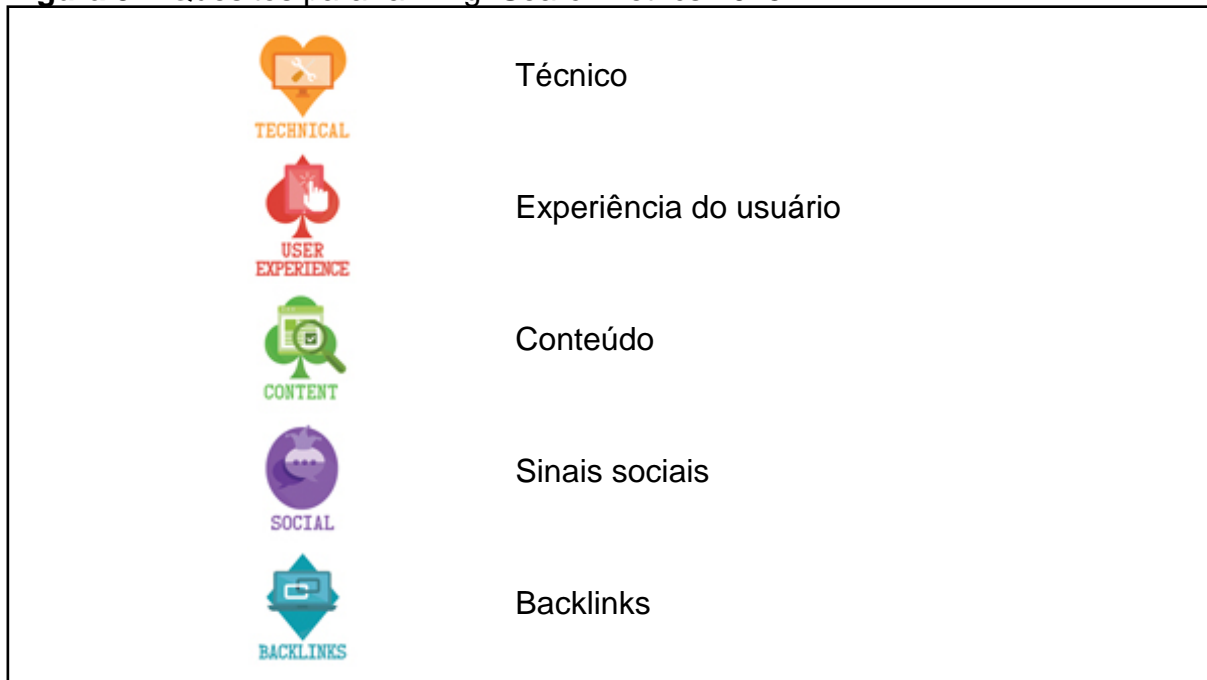 TECHNICAL
Técnico
USER
EXPERIENCE
Experiência do usuário
CONTENT
Conteúdo
SOCIAL
Sinais sociais
BACKLINKS
Backlinks